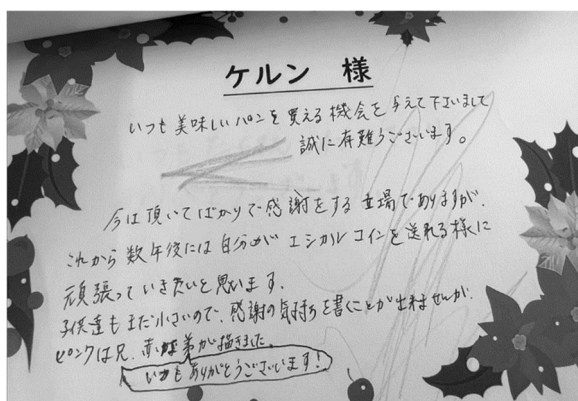 ケルン 様
いつも美味しいパンを買える機会を与えて下さいまして
誠に有難うございます。
今は頂いてばかりで感謝をする立場でありますが、
これから数年後には自分がエシカルコインを送れる様に
頑張っていきたいと思います。
子供達もまだ小さいので、感謝の気持ちを書くことが出来ませんが、
ピンクは兄、赤は弟が描きました。
いつもありがとうございます!